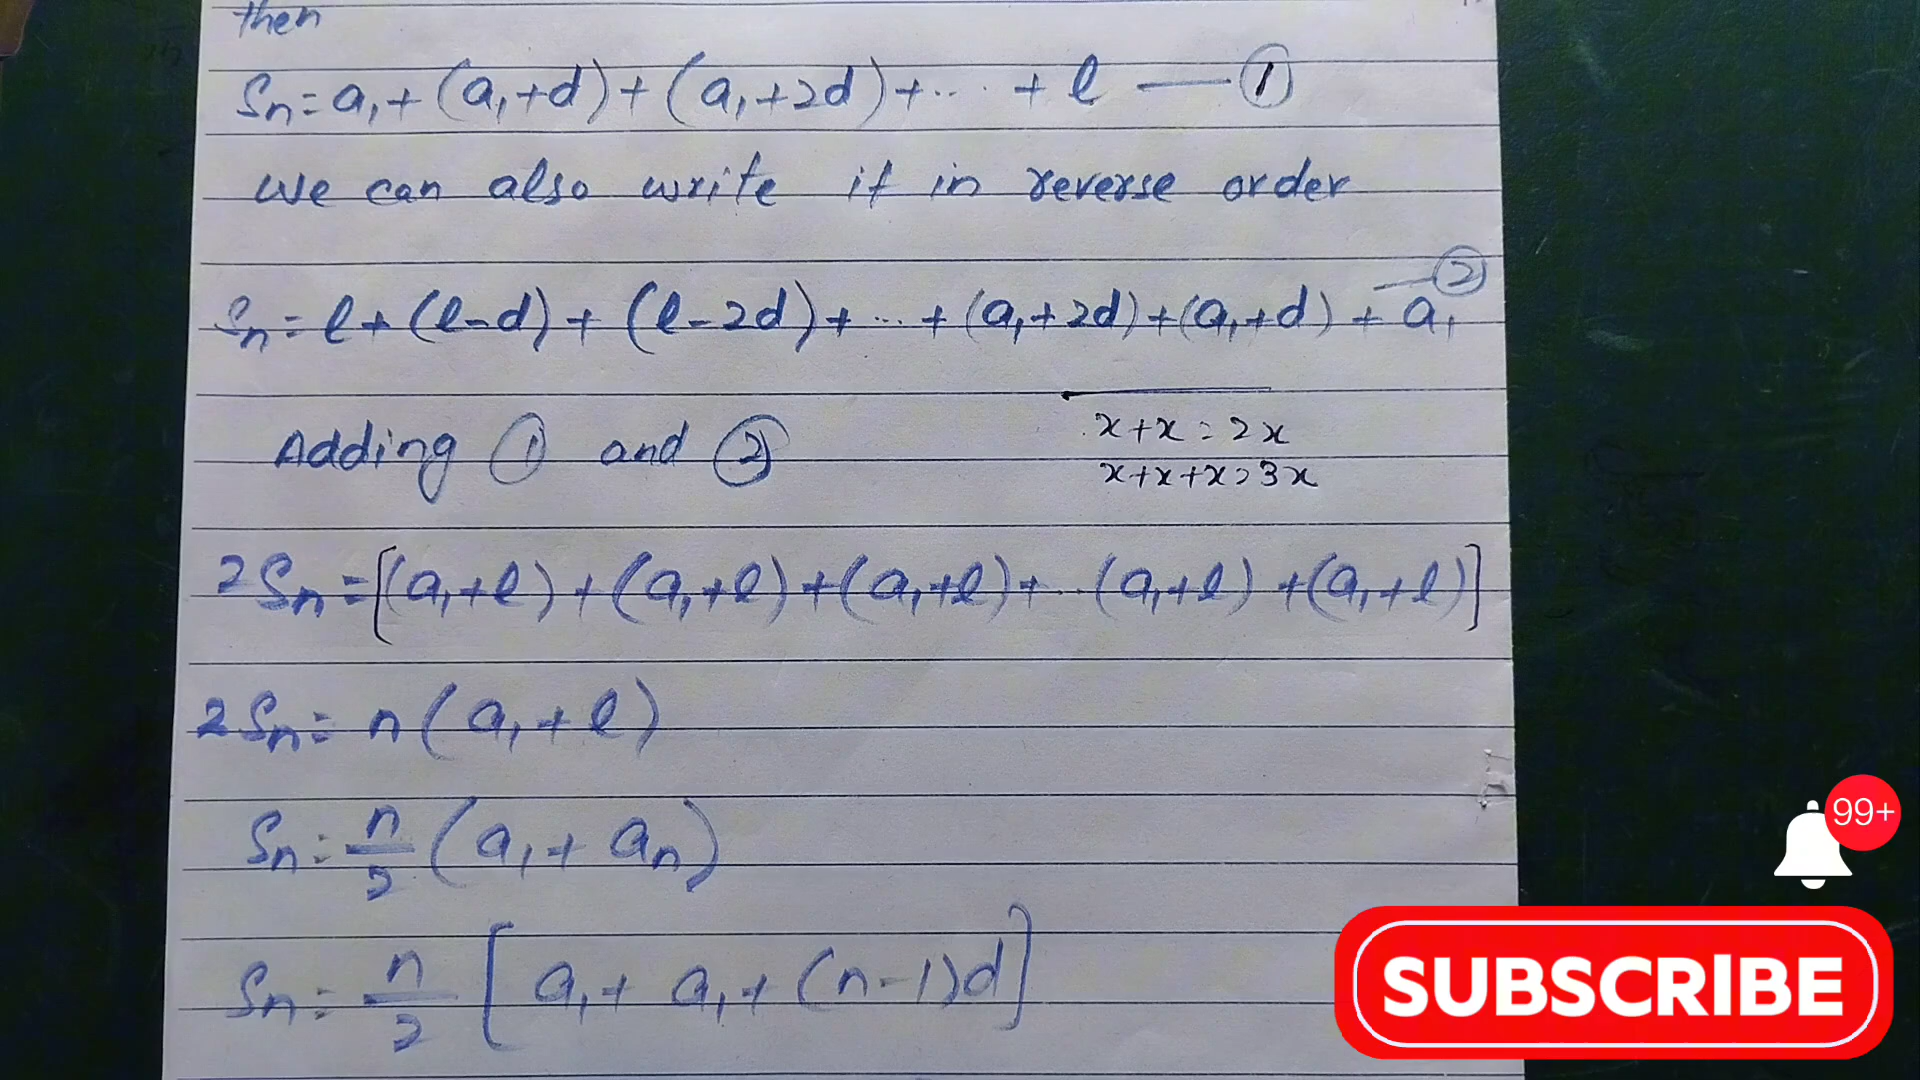 then
Sn = a₁ + (a₁+d) + (a₁+2d) + ... + l — ①
We can also write it in reverse order
Sn = l + (l-d) + (l-2d) + ... + (a₁+2d) + (a₁+d) + a₁ — ②
Adding ① and ②
x+x = 2x
x+x+x = 3x
2Sn = [(a₁+l) + (a₁+l) + (a₁+l) + ... (a₁+l) + (a₁+l)]
2Sn = n(a₁+l)
Sn = n/2 (a₁ + an)
Sn = n/2 [a₁ + a₁ + (n-1)d]
99+
SUBSCRIBE